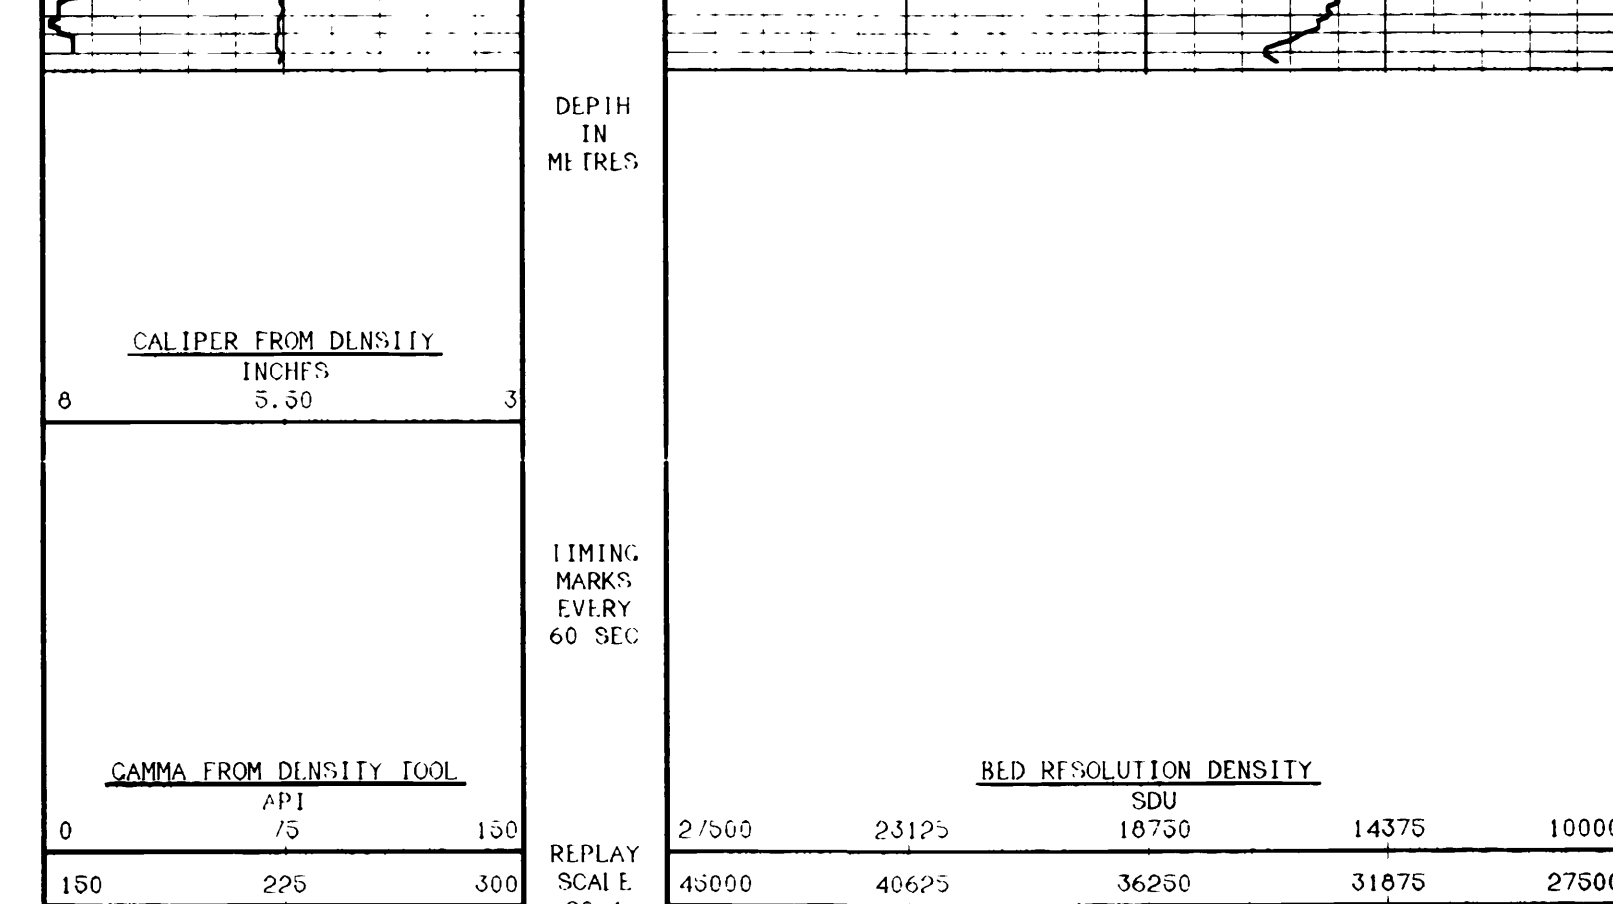 DEPTH
IN
METRES
CALIPER FROM DENSITY
INCHES
8 5.50 3
TIMING
MARKS
EVERY
60 SEC
GAMMA FROM DENSITY TOOL
API
0 75 150
BED RESOLUTION DENSITY
SDU
27500 23125 18750 14375 10000
REPLAY
SCALE
150 225 300
45000 40625 36250 31875 27500